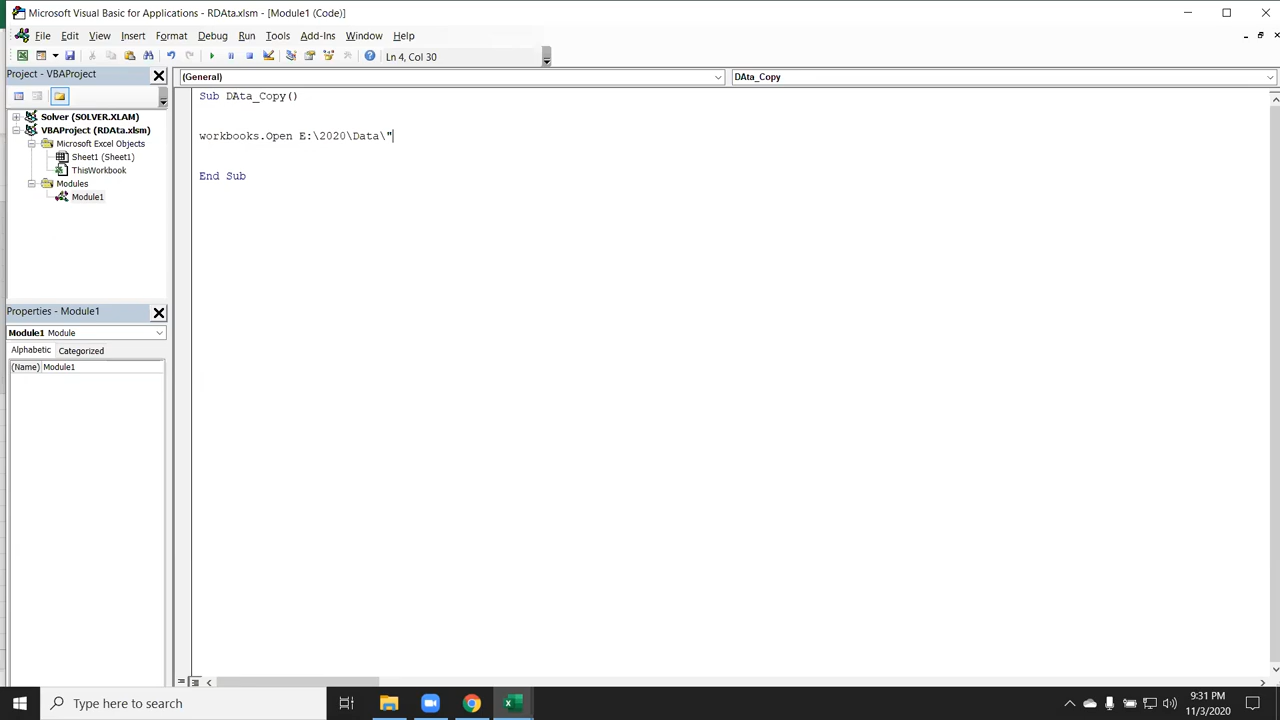 Microsoft Visual Basic for Applications - RDAta.xlsm - [Module1 (Code)]
File Edit View Insert Format Debug Run Tools Add-Ins Window Help
Ln 4, Col 30
Project - VBAProject
(General) DAta_Copy
Solver (SOLVER.XLAM)
VBAProject (RDAta.xlsm)
Microsoft Excel Objects
Sheet1 (Sheet1)
ThisWorkbook
Modules
Module1
Sub DAta_Copy()
workbooks.Open E:\2020\Data\"
End Sub
Properties - Module1
Module1 Module
Alphabetic Categorized
(Name) Module1
Type here to search
9:31 PM
11/3/2020